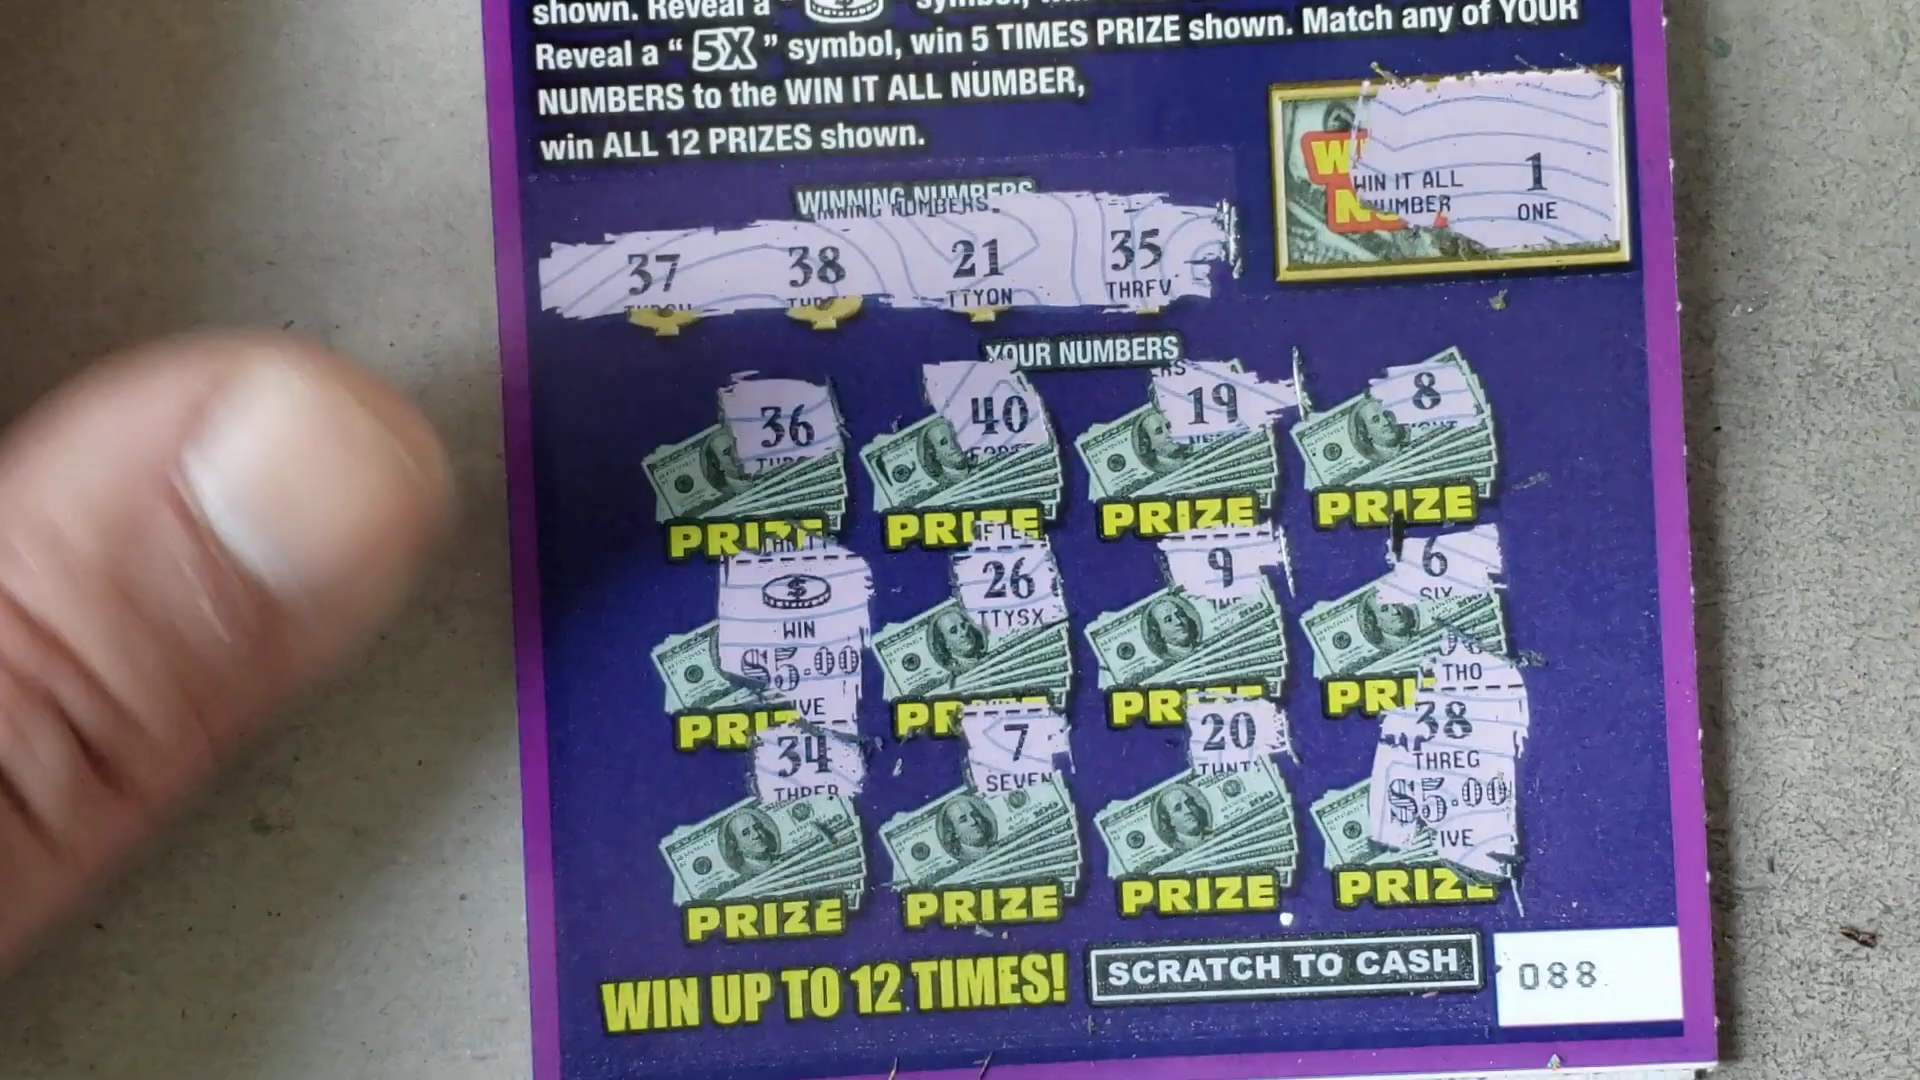 shown. Reveal a " " symbol,
Reveal a " 5X " symbol, win 5 TIMES PRIZE shown. Match any of YOUR
NUMBERS to the WIN IT ALL NUMBER,
win ALL 12 PRIZES shown.
WIN IT ALL 1
NUMBER ONE
WINNING NUMBERS
37 38 21 35
TTYON THRFV
YOUR NUMBERS
36 40 19 8
PRIZE PRIZE PRIZE PRIZE
$ 26 9 6
WIN TTYSX SIX
$5.00
THO
PRIZE
34 7 20 38
SEVEN THREG
$5.00
PRIZE PRIZE PRIZE PRIZE
WIN UP TO 12 TIMES! SCRATCH TO CASH 088